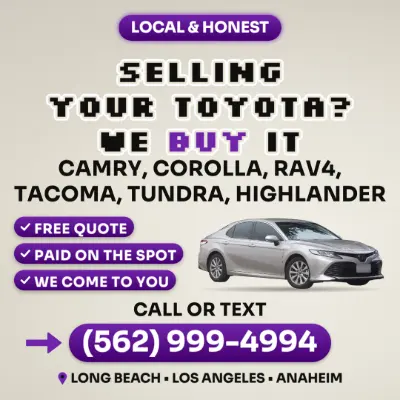 LOCAL & HONEST
SELLING
YOUR TOYOTA?
WE BUY IT
CAMRY, COROLLA, RAV4,
TACOMA, TUNDRA, HIGHLANDER
FREE QUOTE
PAID ON THE SPOT
WE COME TO YOU
CALL OR TEXT
(562) 999-4994
LONG BEACH • LOS ANGELES • ANAHEIM